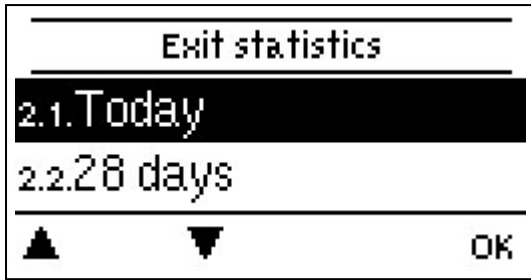 Exit statistics
2.1.Today
2.2.28 days
▲ ▼ OK